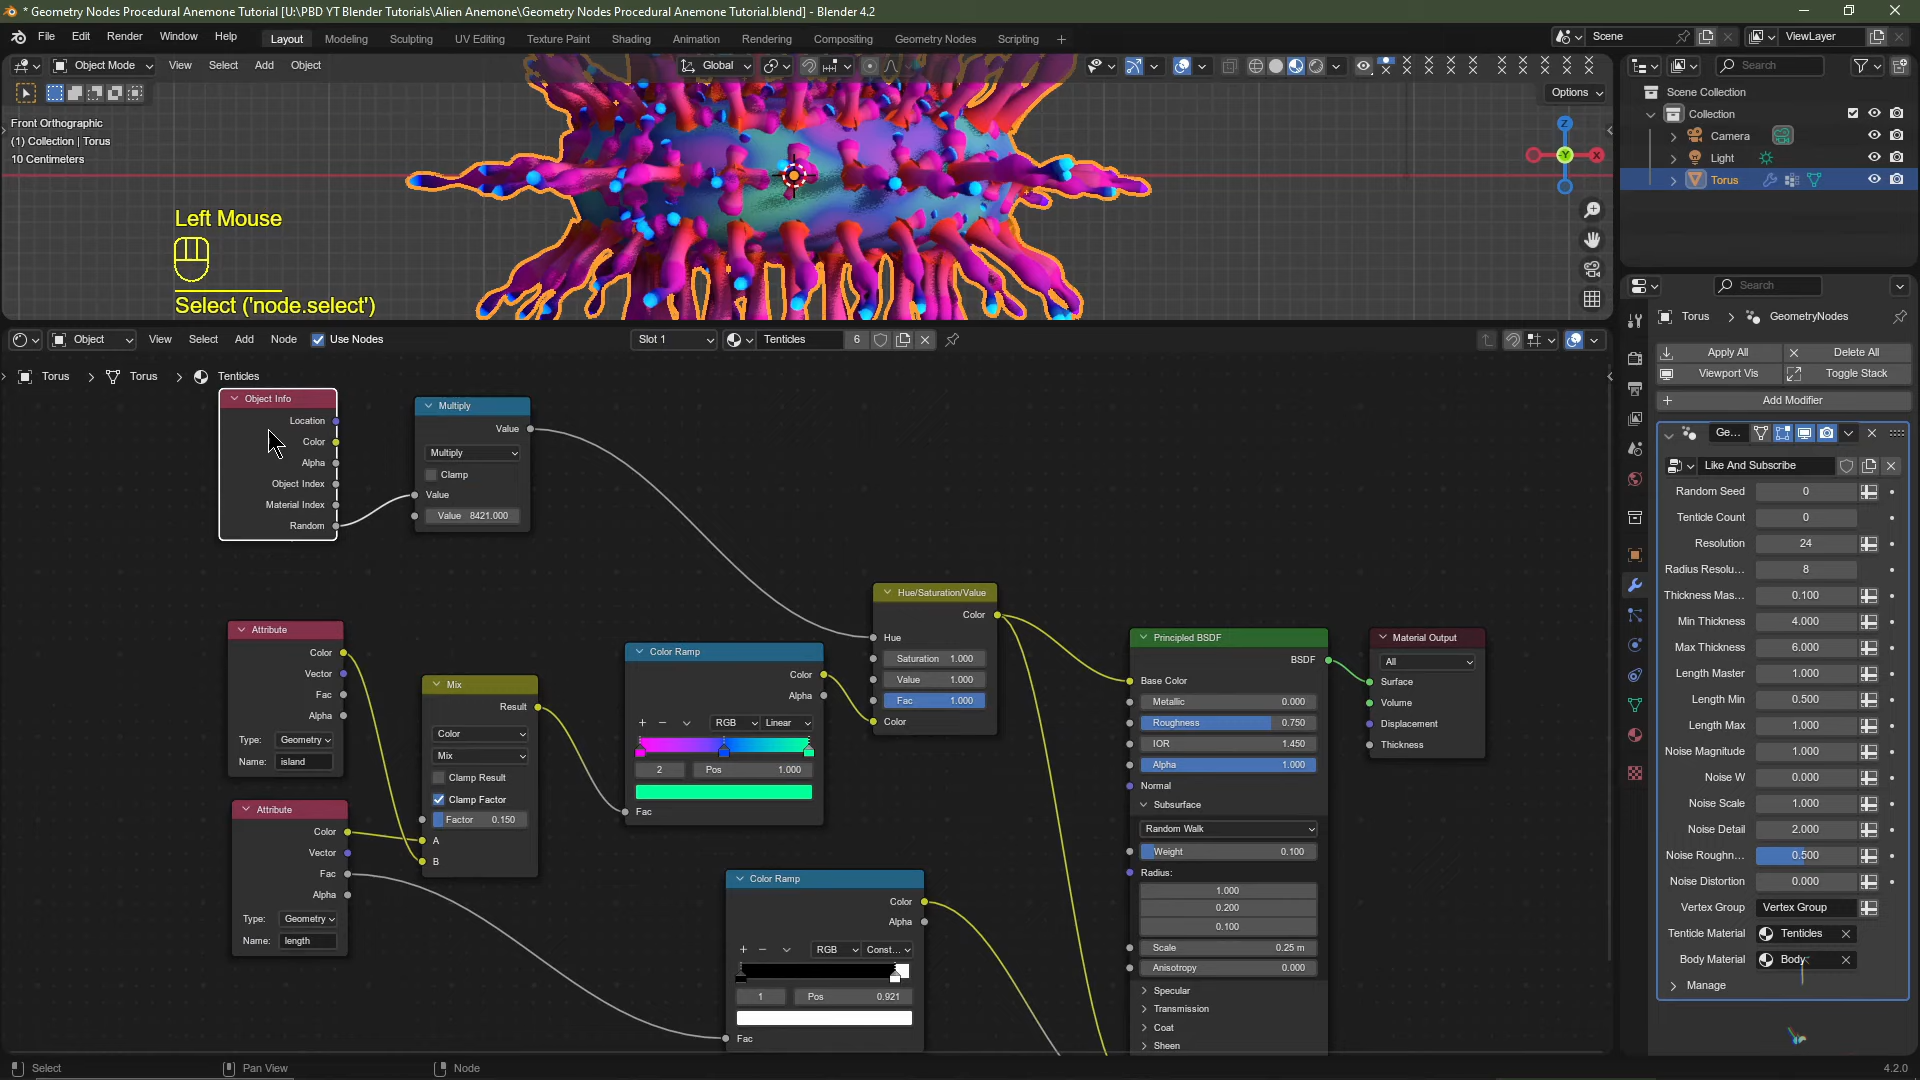 * Geometry Nodes Procedural Anemone Tutorial [U:\PBD YT Blender Tutorials\Alien Anemone\Geometry Nodes Procedural Anemone Tutorial.blend] - Blender 4.2
File Edit Render Window Help
Layout Modeling Sculpting UV Editing Texture Paint Shading Animation Rendering Compositing Geometry Nodes Scripting +
Scene
ViewLayer
Object Mode View Select Add Object
Global
Options
Search
Front Orthographic
(1) Collection | Torus
10 Centimeters
Z
Y
X
Left Mouse
Select ('node.select')
Scene Collection
Collection
Camera
Light
Torus
Search
Object View Select Add Node Use Nodes
Slot 1
Tenticles 6
Torus > Torus > Tenticles
Object Info
Location
Color
Alpha
Object Index
Material Index
Random
Multiply
Value
Multiply
Clamp
Value
Value 8421.000
Attribute
Color
Vector
Fac
Alpha
Type: Geometry
Name: island
Attribute
Color
Vector
Fac
Alpha
Type: Geometry
Name: length
Mix
Result
Color
Mix
Clamp Result
Clamp Factor
Factor 0.150
A
B
Color Ramp
Color
Alpha
+ − RGB Linear
2 Pos 1.000
Fac
Color Ramp
Color
Alpha
+ − RGB Const...
1 Pos 0.921
Fac
Hue/Saturation/Value
Color
Hue
Saturation 1.000
Value 1.000
Fac 1.000
Color
Principled BSDF
BSDF
Base Color
Metallic 0.000
Roughness 0.750
IOR 1.450
Alpha 1.000
Normal
Subsurface
Random Walk
Weight 0.100
Radius:
1.000
0.200
0.100
Scale 0.25 m
Anisotropy 0.000
Specular
Transmission
Coat
Sheen
Material Output
All
Surface
Volume
Displacement
Thickness
Torus > GeometryNodes
Apply All Delete All
Viewport Vis Toggle Stack
+ Add Modifier
Ge...
Like And Subscribe
Random Seed 0
Tenticle Count 0
Resolution 24
Radius Resolu... 8
Thickness Mas... 0.100
Min Thickness 4.000
Max Thickness 6.000
Length Master 1.000
Length Min 0.500
Length Max 1.000
Noise Magnitude 1.000
Noise W 0.000
Noise Scale 1.000
Noise Detail 2.000
Noise Roughn... 0.500
Noise Distortion 0.000
Vertex Group Vertex Group
Tenticle Material Tenticles
Body Material Body
Manage
Select Pan View Node
4.2.0